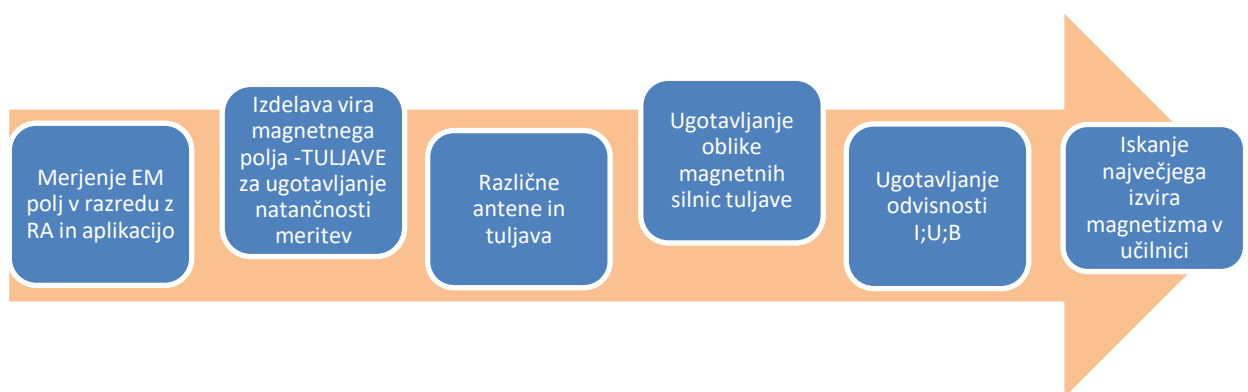 Merjenje EM
polj v razredu z
RA in aplikacijo
Izdelava vira
magnetnega
polja -TULJAVE
za ugotavljanje
natančnosti
meritev
Različne
antene in
tuljava
Ugotavljanje
oblike
magnetnih
silnic tuljave
Ugotavljanje
odvisnosti
I;U;B
Iskanje
največjega
izvira
magnetizma v
učilnici